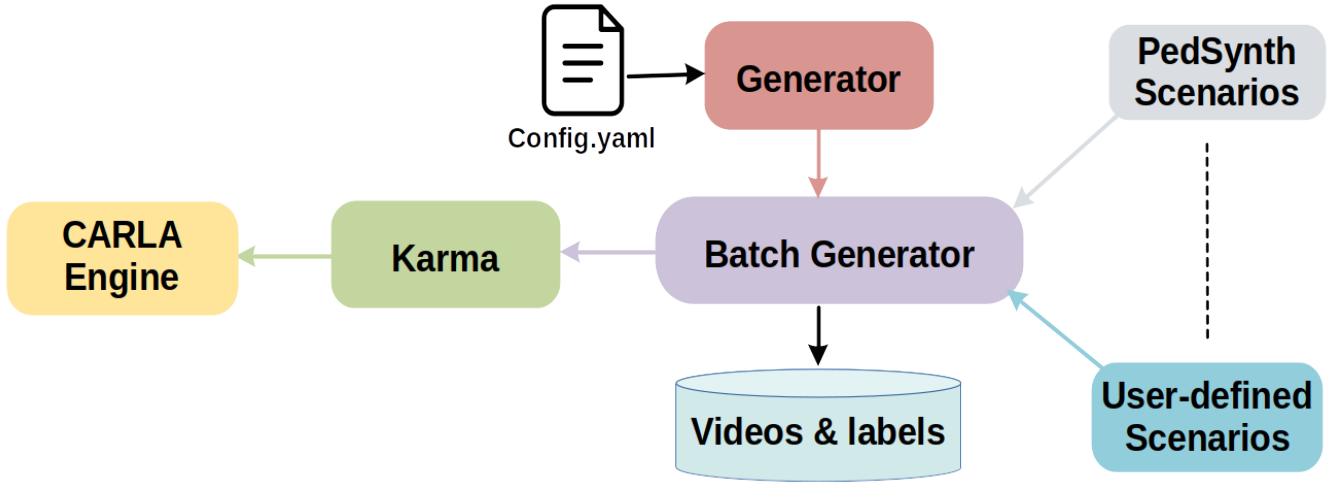 Config.yaml
Generator
PedSynth
Scenarios
CARLA
Engine
Karma
Batch Generator
Videos & labels
User-defined
Scenarios